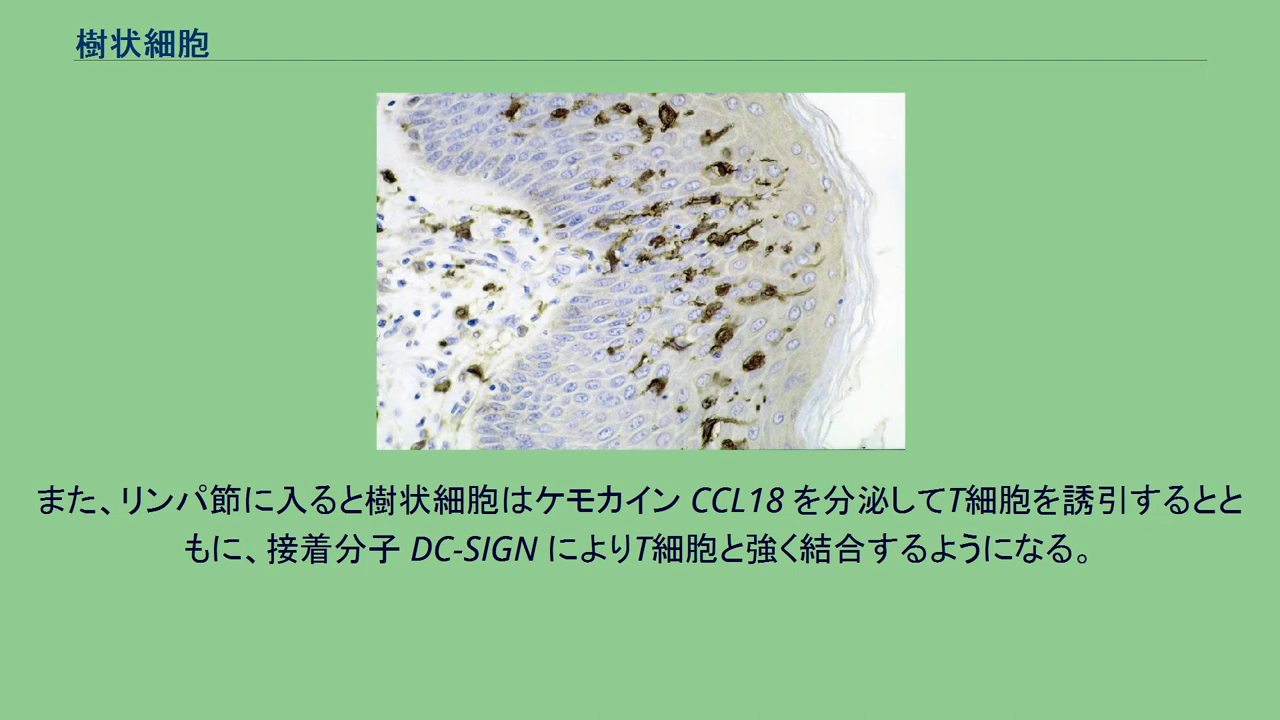 樹状細胞
また、リンパ節に入ると樹状細胞はケモカイン CCL18 を分泌してT細胞を誘引するとと
もに、接着分子 DC-SIGN によりT細胞と強く結合するようになる。